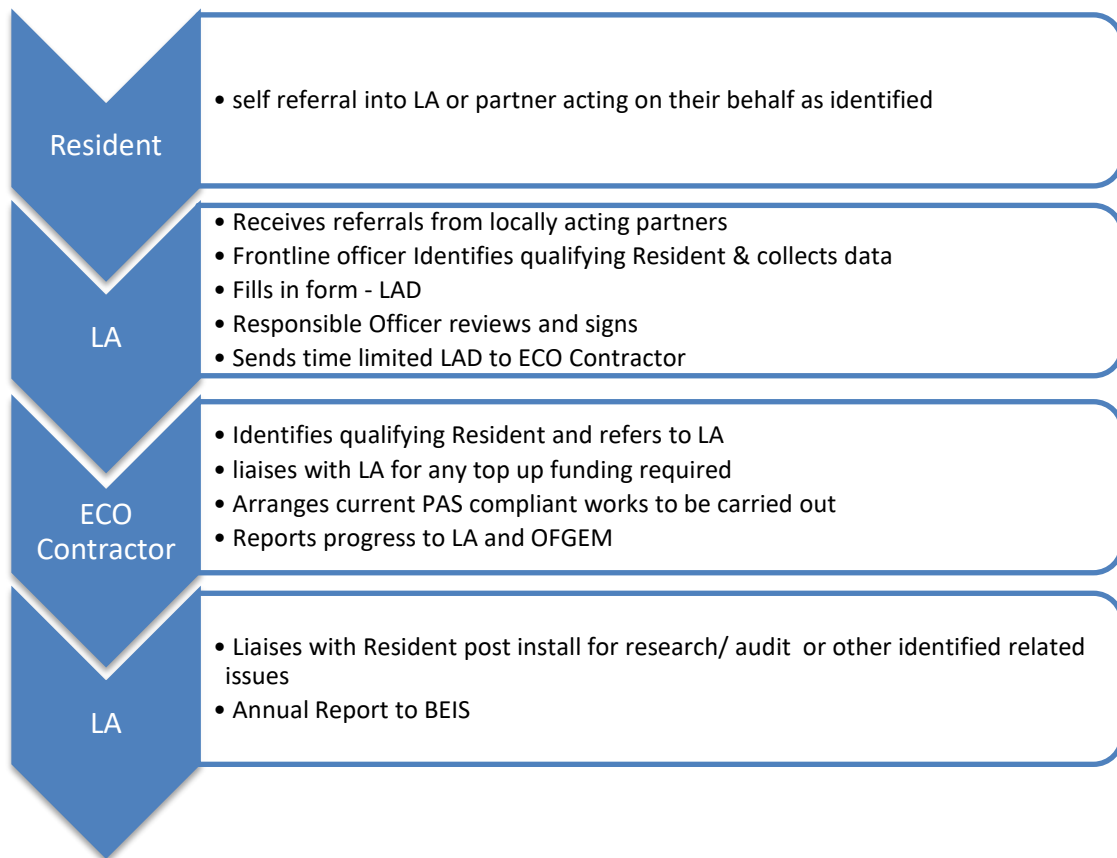 Resident
• self referral into LA or partner acting on their behalf as identified
LA
• Receives referrals from locally acting partners
• Frontline officer Identifies qualifying Resident & collects data
• Fills in form - LAD
• Responsible Officer reviews and signs
• Sends time limited LAD to ECO Contractor
ECO
Contractor
• Identifies qualifying Resident and refers to LA
• liaises with LA for any top up funding required
• Arranges current PAS compliant works to be carried out
• Reports progress to LA and OFGEM
LA
• Liaises with Resident post install for research/ audit  or other identified related
issues
• Annual Report to BEIS